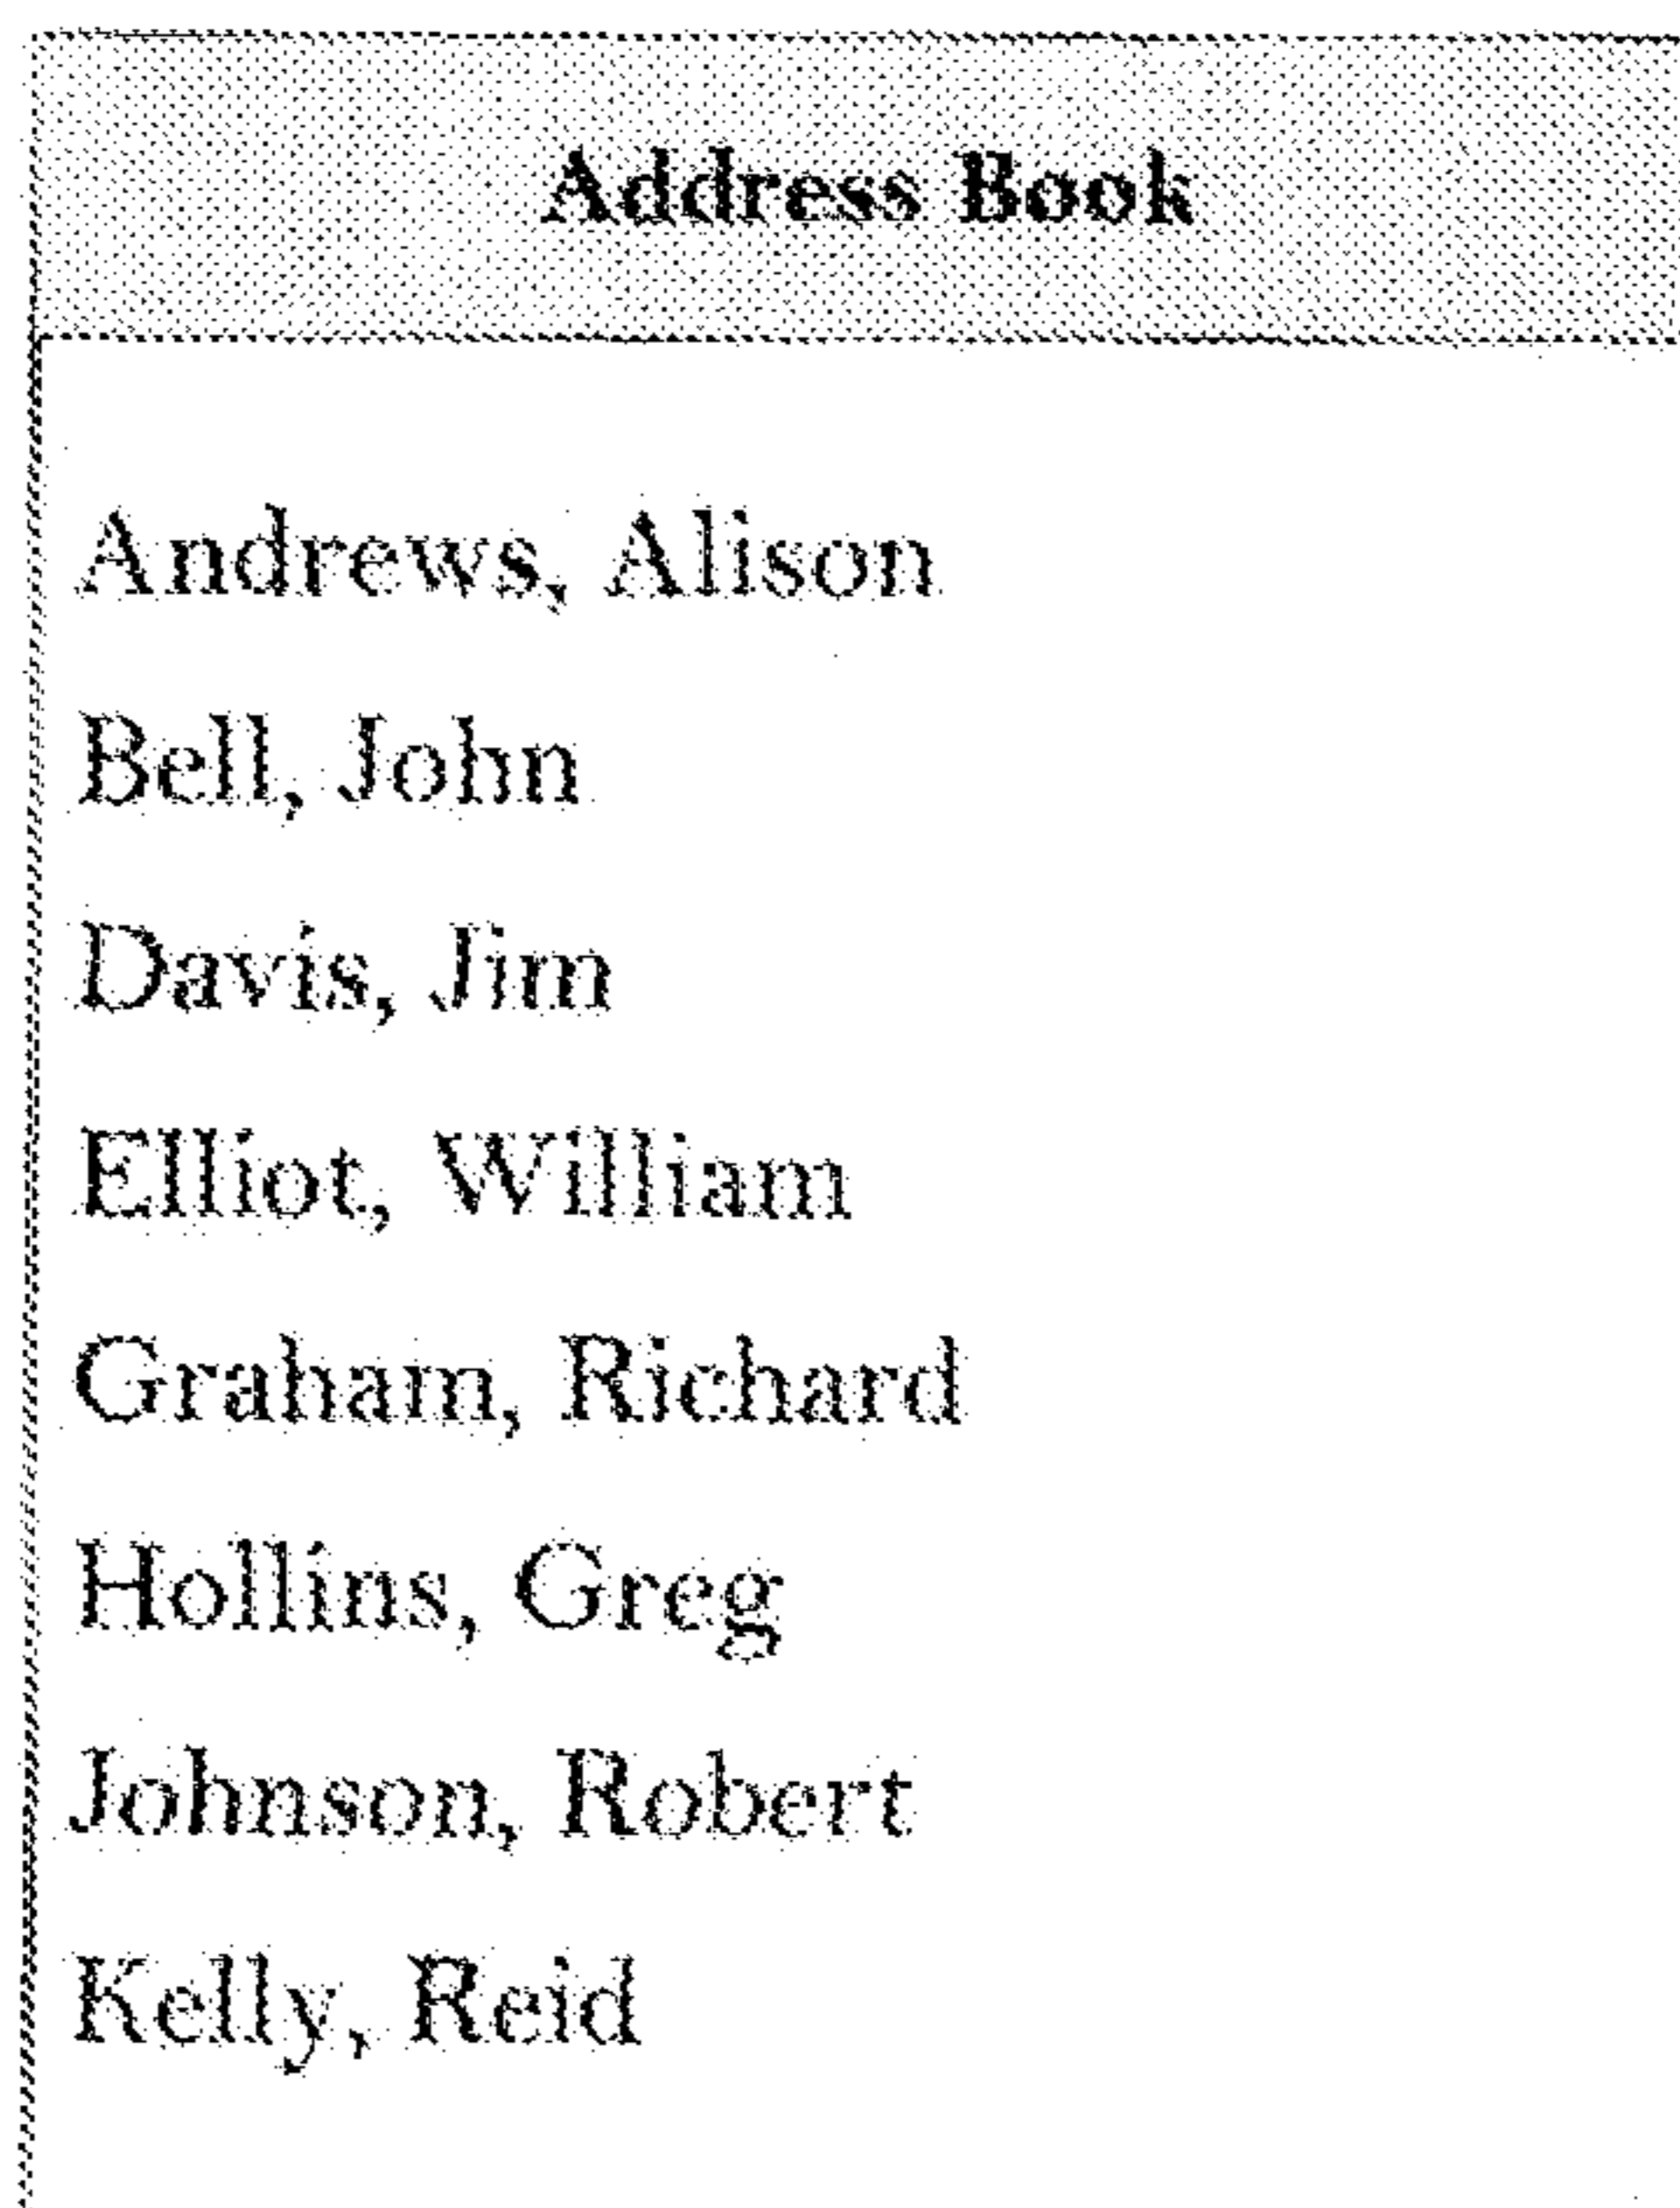 Address Book
Andrews, Alison
Bell, John
Davis, Jim
Elliot, William
Graham, Richard
Hollins, Greg
Johnson, Robert
Kelly, Reid